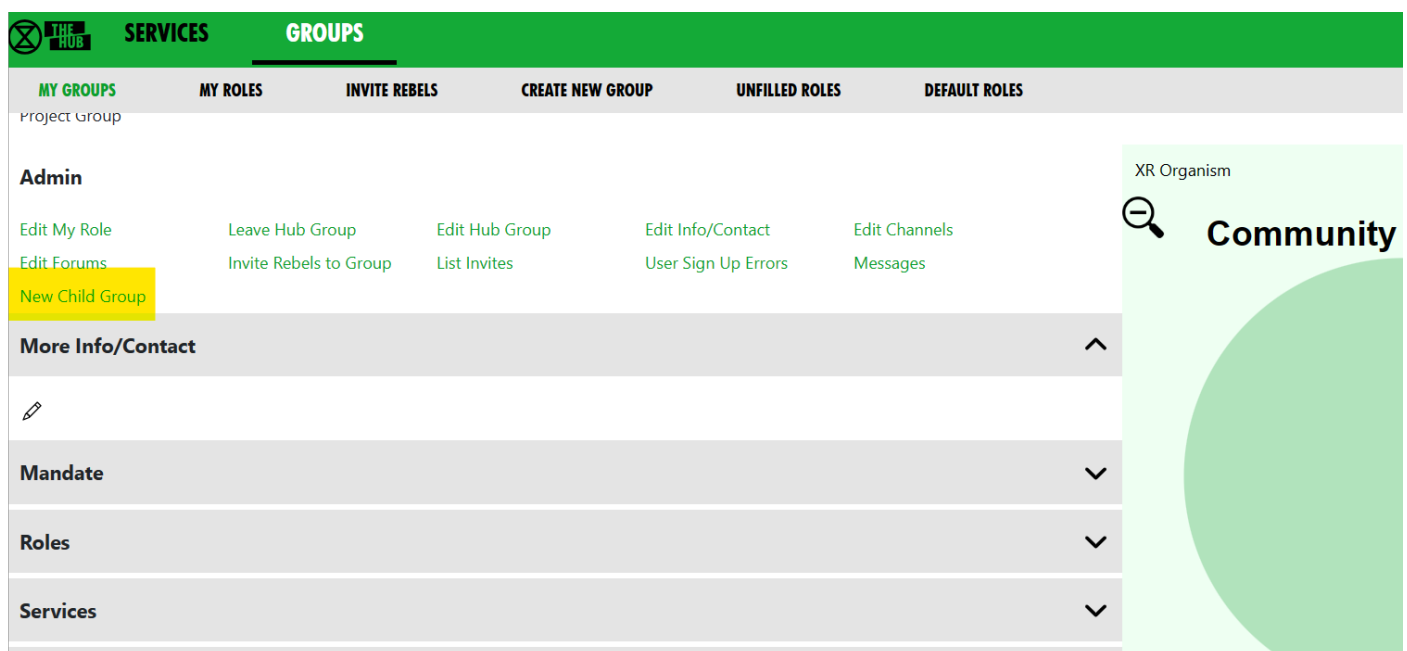 THE HUB SERVICES GROUPS
MY GROUPS MY ROLES INVITE REBELS CREATE NEW GROUP UNFILLED ROLES DEFAULT ROLES
Project Group
Admin
Edit My Role Leave Hub Group Edit Hub Group Edit Info/Contact Edit Channels
Edit Forums Invite Rebels to Group List Invites User Sign Up Errors Messages
New Child Group
More Info/Contact
Mandate
Roles
Services
XR Organism
Community